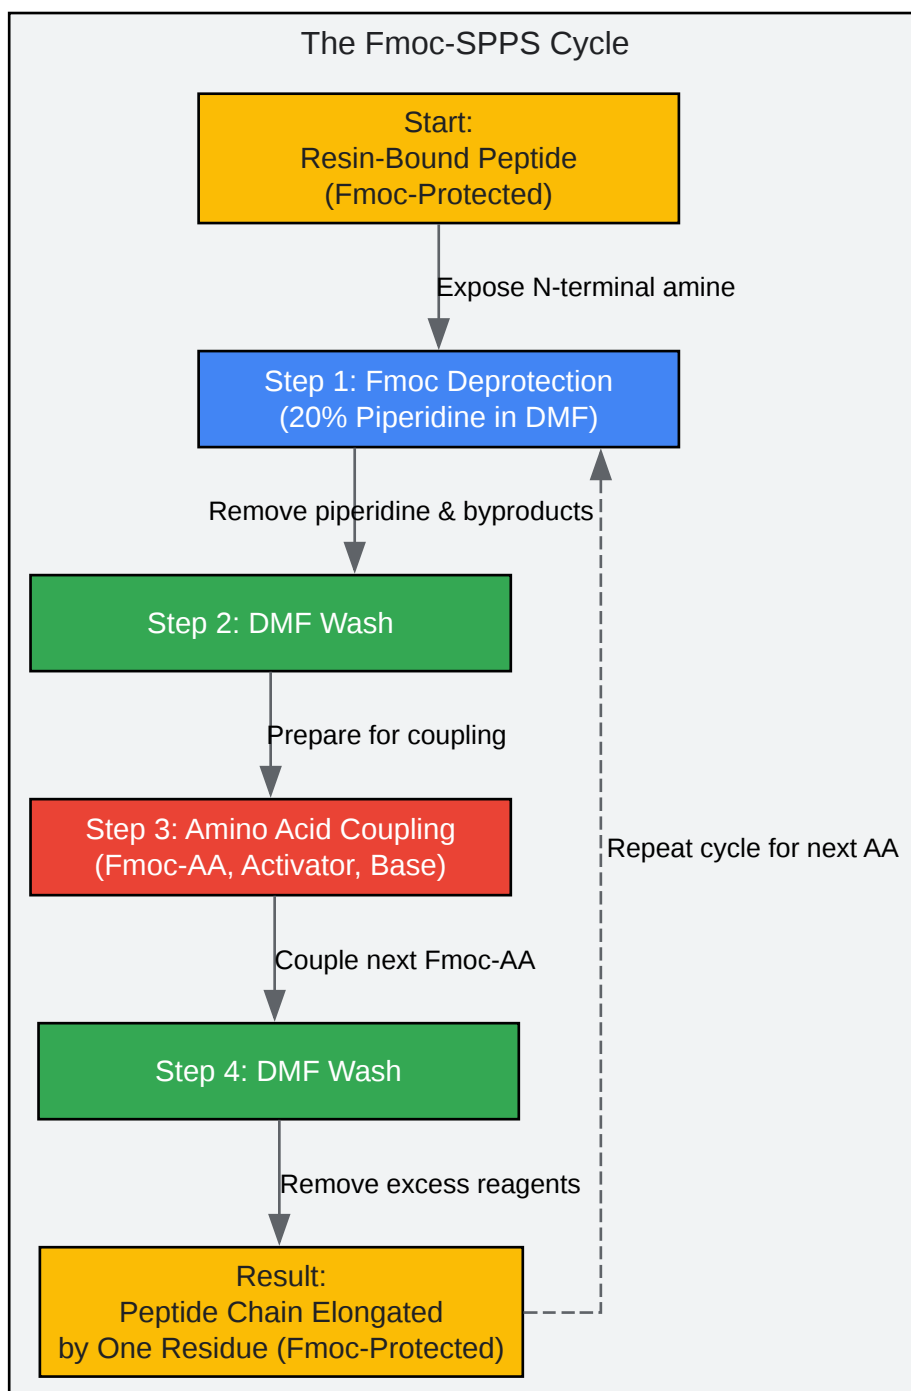 The Fmoc-SPPS Cycle
Start:
Resin-Bound Peptide
(Fmoc-Protected)
Expose N-terminal amine
Step 1: Fmoc Deprotection
(20% Piperidine in DMF)
Remove piperidine & byproducts
Step 2: DMF Wash
Prepare for coupling
Step 3: Amino Acid Coupling
(Fmoc-AA, Activator, Base)
Repeat cycle for next AA
Couple next Fmoc-AA
Step 4: DMF Wash
Remove excess reagents
Result:
Peptide Chain Elongated
by One Residue (Fmoc-Protected)